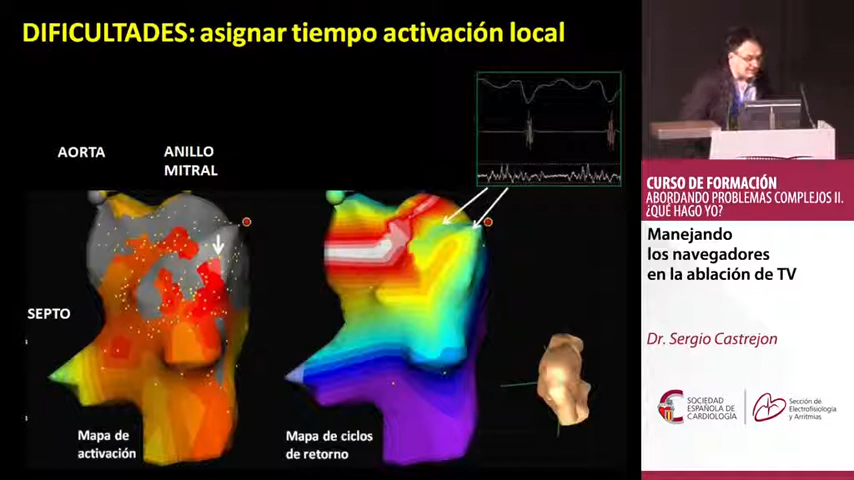 DIFICULTADES: asignar tiempo activación local
AORTA
ANILLO
MITRAL
SEPTO
Mapa de
activación
Mapa de ciclos
de retorno
CURSO DE FORMACIÓN
ABORDANDO PROBLEMAS COMPLEJOS II.
¿QUÉ HAGO YO?
Manejando
los navegadores
en la ablación de TV
Dr. Sergio Castrejon
SOCIEDAD
ESPAÑOLA DE
CARDIOLOGÍA
Sección de
Electrofisiología
y Arritmias